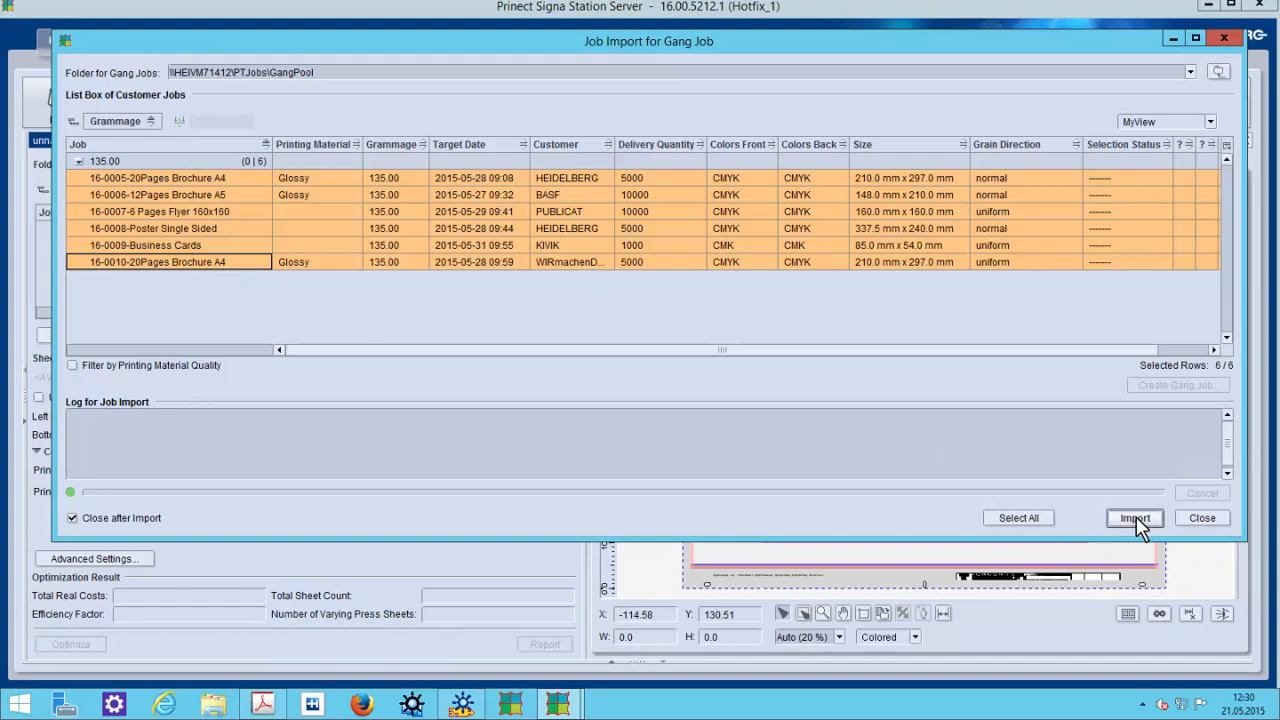 Prinect Signa Station Server - 16.00.5212.1 (Hotfix_1)
Job Import for Gang Job
Folder for Gang Jobs: \\HEIVM71412\PTJobs\GangPool
List Box of Customer Jobs
Grammage
MyView
Job Printing Material Grammage Target Date Customer Delivery Quantity Colors Front Colors Back Size Grain Direction Selection Status ? ?
135.00 (0 | 6)
16-0005-20Pages Brochure A4 Glossy 135.00 2015-05-28 09:08 HEIDELBERG 5000 CMYK CMYK 210.0 mm x 297.0 mm normal -------
16-0006-12Pages Brochure A5 Glossy 135.00 2015-05-27 09:32 BASF 10000 CMYK CMYK 148.0 mm x 210.0 mm normal -------
16-0007-6 Pages Flyer 160x160 135.00 2015-05-29 09:41 PUBLICAT 10000 CMYK CMYK 160.0 mm x 160.0 mm uniform -------
16-0008-Poster Single Sided 135.00 2015-05-28 09:44 HEIDELBERG 5000 CMYK CMYK 337.5 mm x 240.0 mm normal -------
16-0009-Business Cards 135.00 2015-05-31 09:55 KIVIK 1000 CMK CMYK 85.0 mm x 54.0 mm uniform -------
16-0010-20Pages Brochure A4 Glossy 135.00 2015-05-28 09:59 WIRmachenD... 5000 CMYK CMYK 210.0 mm x 297.0 mm uniform -------
Filter by Printing Material Quality
Selected Rows: 6 / 6
Create Gang Job...
Log for Job Import
Cancel
Close after Import Select All Import Close
Advanced Settings...
Optimization Result
Total Real Costs: Total Sheet Count:
Efficiency Factor: Number of Varying Press Sheets:
Optimize Report
X: -114.58 Y: 130.51
W: 0.0 H: 0.0 Auto (20 %) Colored
12:30
21.05.2015